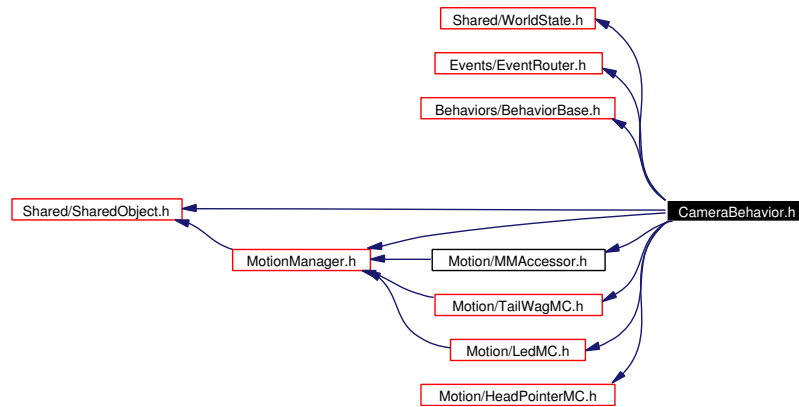 Shared/WorldState.h
Events/EventRouter.h
Behaviors/BehaviorBase.h
Shared/SharedObject.h
CameraBehavior.h
MotionManager.h
Motion/MMAccessor.h
Motion/TailWagMC.h
Motion/LedMC.h
Motion/HeadPointerMC.h